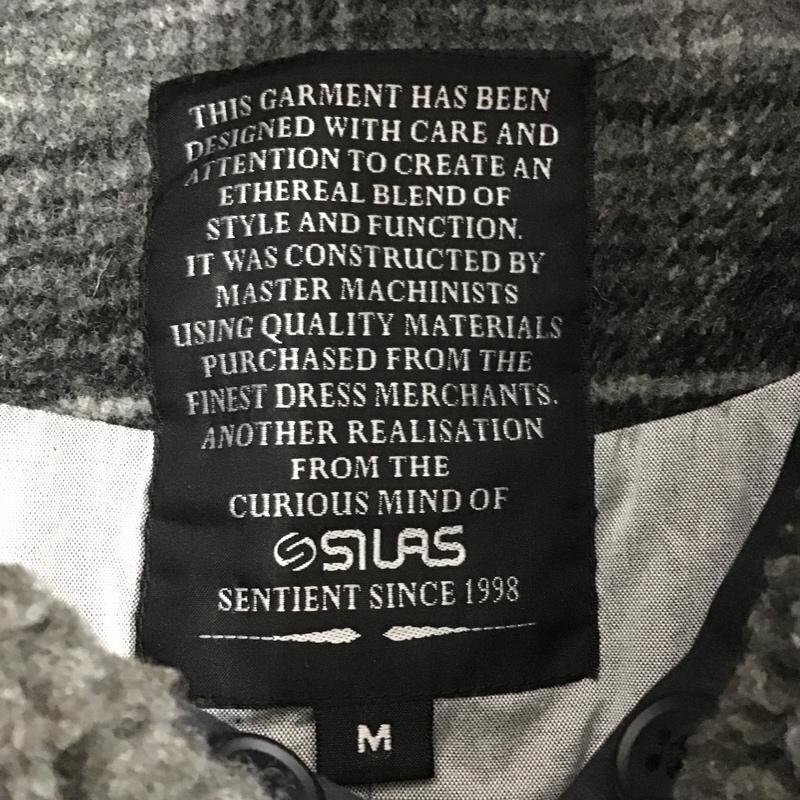 THIS GARMENT HAS BEEN
DESIGNED WITH CARE AND
ATTENTION TO CREATE AN
ETHEREAL BLEND OF
STYLE AND FUNCTION.
IT WAS CONSTRUCTED BY
MASTER MACHINISTS
USING QUALITY MATERIALS
PURCHASED FROM THE
FINEST DRESS MERCHANTS.
ANOTHER REALISATION
FROM THE
CURIOUS MIND OF
SILAS
SENTIENT SINCE 1998
M